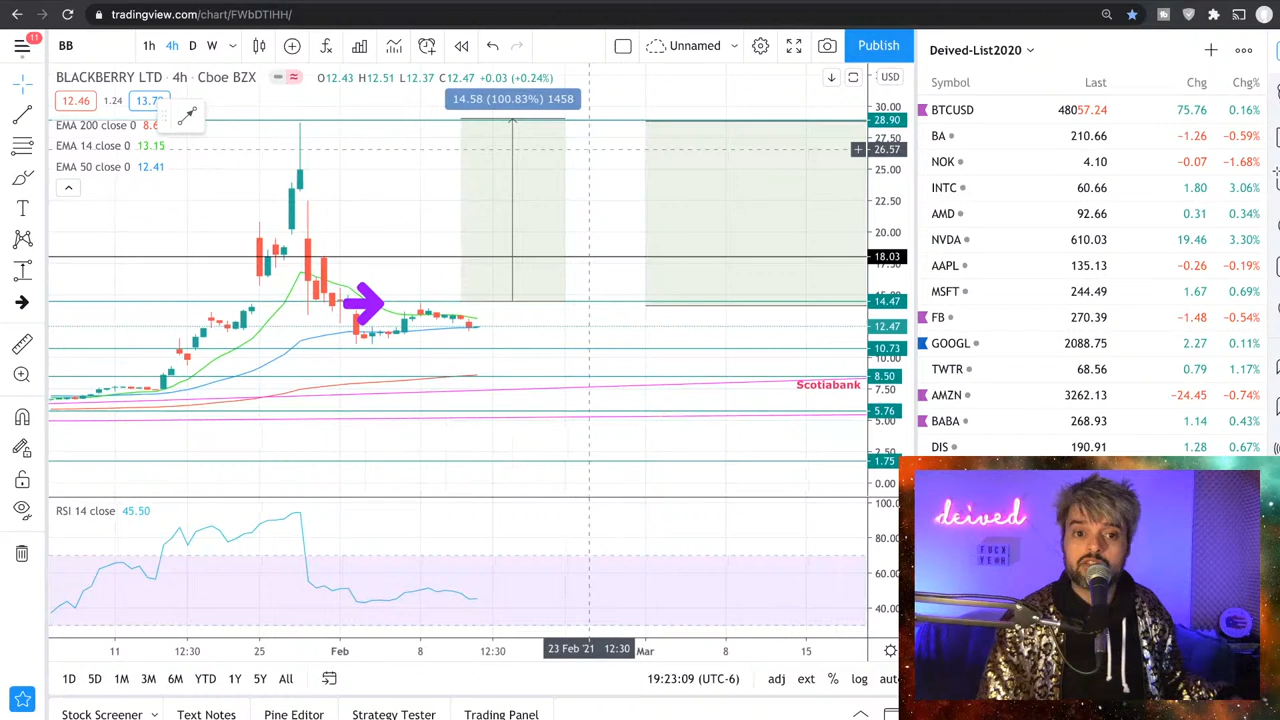 tradingview.com/chart/FWbDTIHH/
11
BB
1h 4h D W
Unnamed
Publish
BLACKBERRY LTD · 4h · Cboe BZX
O12.43 H12.51 L12.37 C12.47 +0.03 (+0.24%)
USD
12.46 1.24
EMA 200 close 0
EMA 14 close 0 13.15
EMA 50 close 0 12.41
14.58 (100.83%) 1458
30.00
28.90
27.50
26.57
25.00
22.50
20.00
18.03
14.47
12.47
10.73
10.00
8.50
7.50
Scotiabank
5.76
5.00
2.50
1.75
0.00
RSI 14 close 45.50
100.
80.00
60.00
40.00
11 12:30 25 Feb 8 12:30 23 Feb '21 12:30 Mar 8 15
1D 5D 1M 3M 6M YTD 1Y 5Y All
19:23:09 (UTC-6)
adj ext % log
Stock Screener Text Notes Pine Editor Strategy Tester Trading Panel
Deived-List2020
Symbol Last Chg Chg%
BTCUSD 48057.24 75.76 0.16%
BA 210.66 −1.26 −0.59%
NOK 4.10 −0.07 −1.68%
INTC 60.66 1.80 3.06%
AMD 92.66 0.31 0.34%
NVDA 610.03 19.46 3.30%
AAPL 135.13 −0.26 −0.19%
MSFT 244.49 1.67 0.69%
FB 270.39 −1.48 −0.54%
GOOGL 2088.75 2.27 0.11%
TWTR 68.56 0.79 1.17%
AMZN 3262.13 −24.45 −0.74%
BABA 268.93 1.14 0.43%
DIS 190.91 1.28 0.67%
deived
FUCK
YEAH